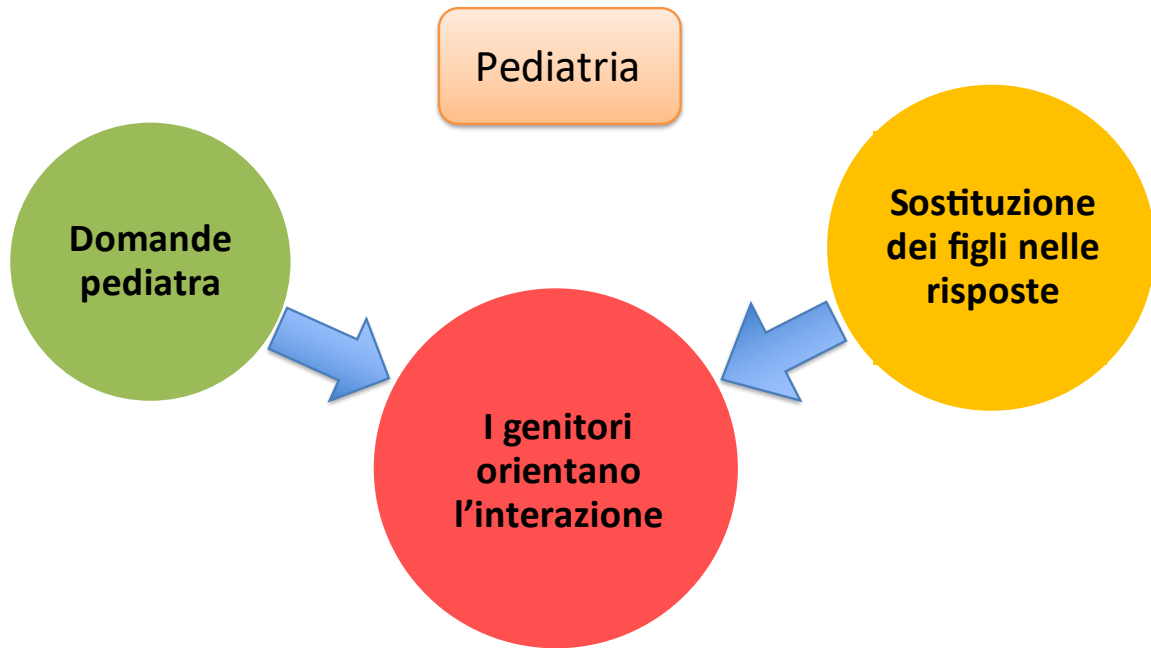 Pediatria
Domande
pediatra
Sostituzione
dei figli nelle
risposte
I genitori
orientano
l’interazione